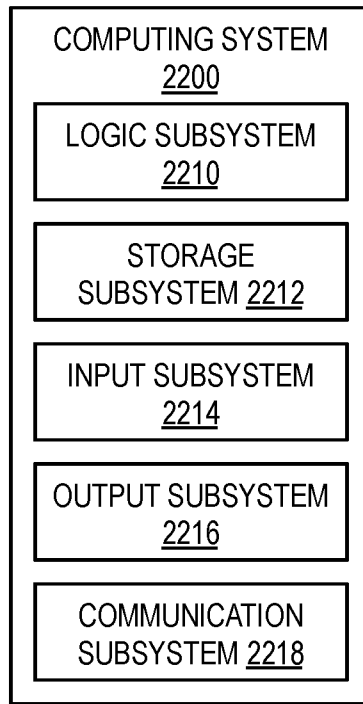 COMPUTING SYSTEM
2200
LOGIC SUBSYSTEM
2210
STORAGE
SUBSYSTEM 2212
INPUT SUBSYSTEM
2214
OUTPUT SUBSYSTEM
2216
COMMUNICATION
SUBSYSTEM 2218